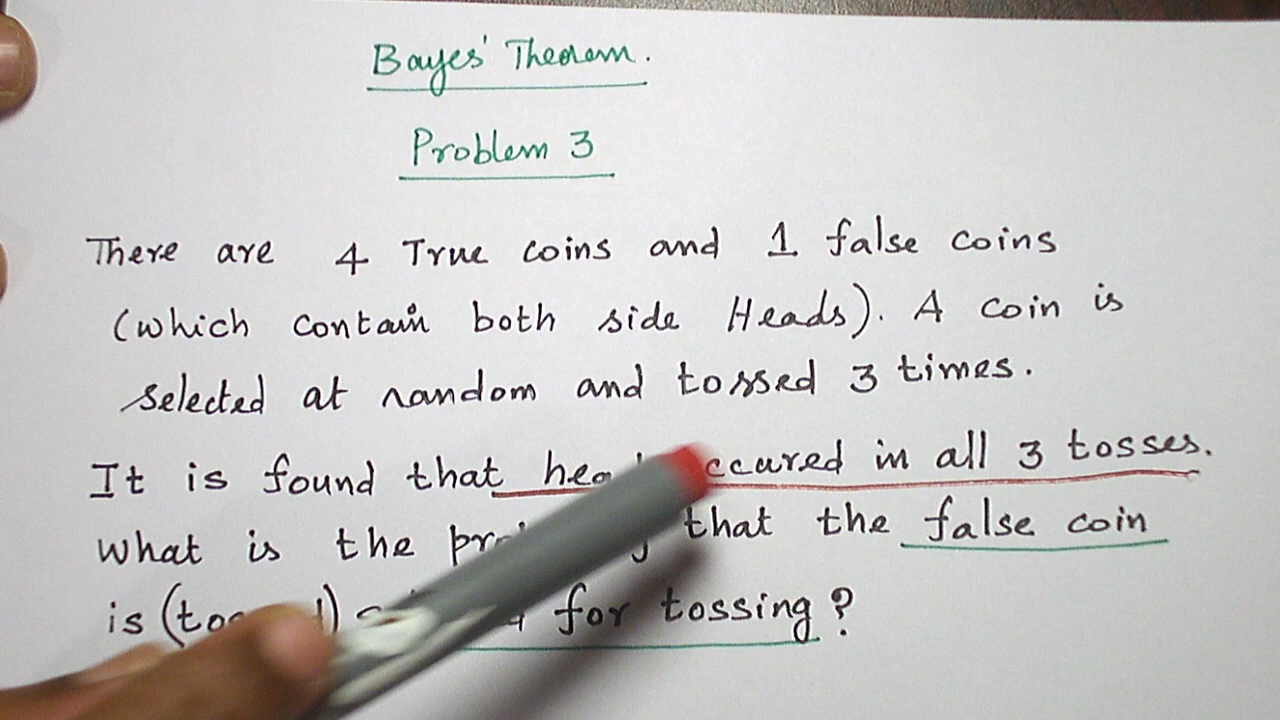 Bayes' Theorem.
Problem 3
There are 4 True coins and 1 false coins
(which contain both side Heads). A coin is
selected at random and tossed 3 times.
It is found that in all 3 tosses.
What is the that the false coin
is for tossing?